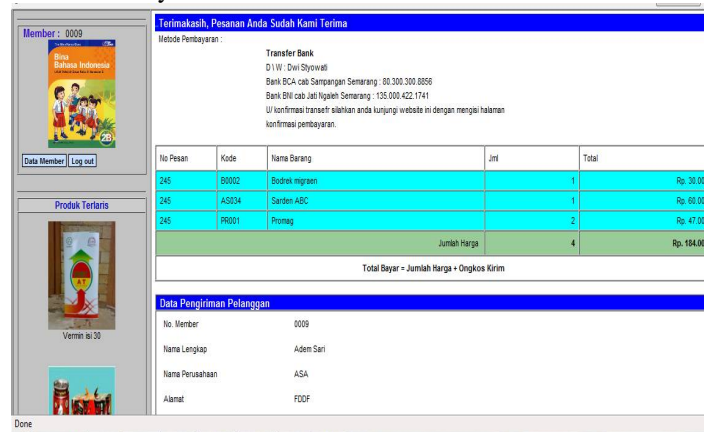 Member : 0009
Bina
Bahasa Indonesia
2B
Data Member Log out
Produk Terlaris
AT
Vermin isi 30
Terimakasih, Pesanan Anda Sudah Kami Terima
Metode Pembayaran :
Transfer Bank
D \ W : Dwi Styowati
Bank BCA cab Sampangan Semarang : 80.300.300.8856
Bank BNI cab Jati Ngaleh Semarang : 135.000.422.1741
U/ konfirmasi transefr silahkan anda kunjungi website ini dengan mengisi halaman
konfirmasi pembayaran.
No Pesan Kode Nama Barang Jml Total
245 B0002 Bodrek migraen 1 Rp. 30.00
245 AS034 Sarden ABC 1 Rp. 60.00
245 PR001 Promag 2 Rp. 47.00
Jumlah Harga 4 Rp. 184.00
Total Bayar = Jumlah Harga + Ongkos Kirim
Data Pengiriman Pelanggan
No. Member 0009
Nama Lengkap Adem Sari
Nama Perusahaan ASA
Alamat FDDF
Done